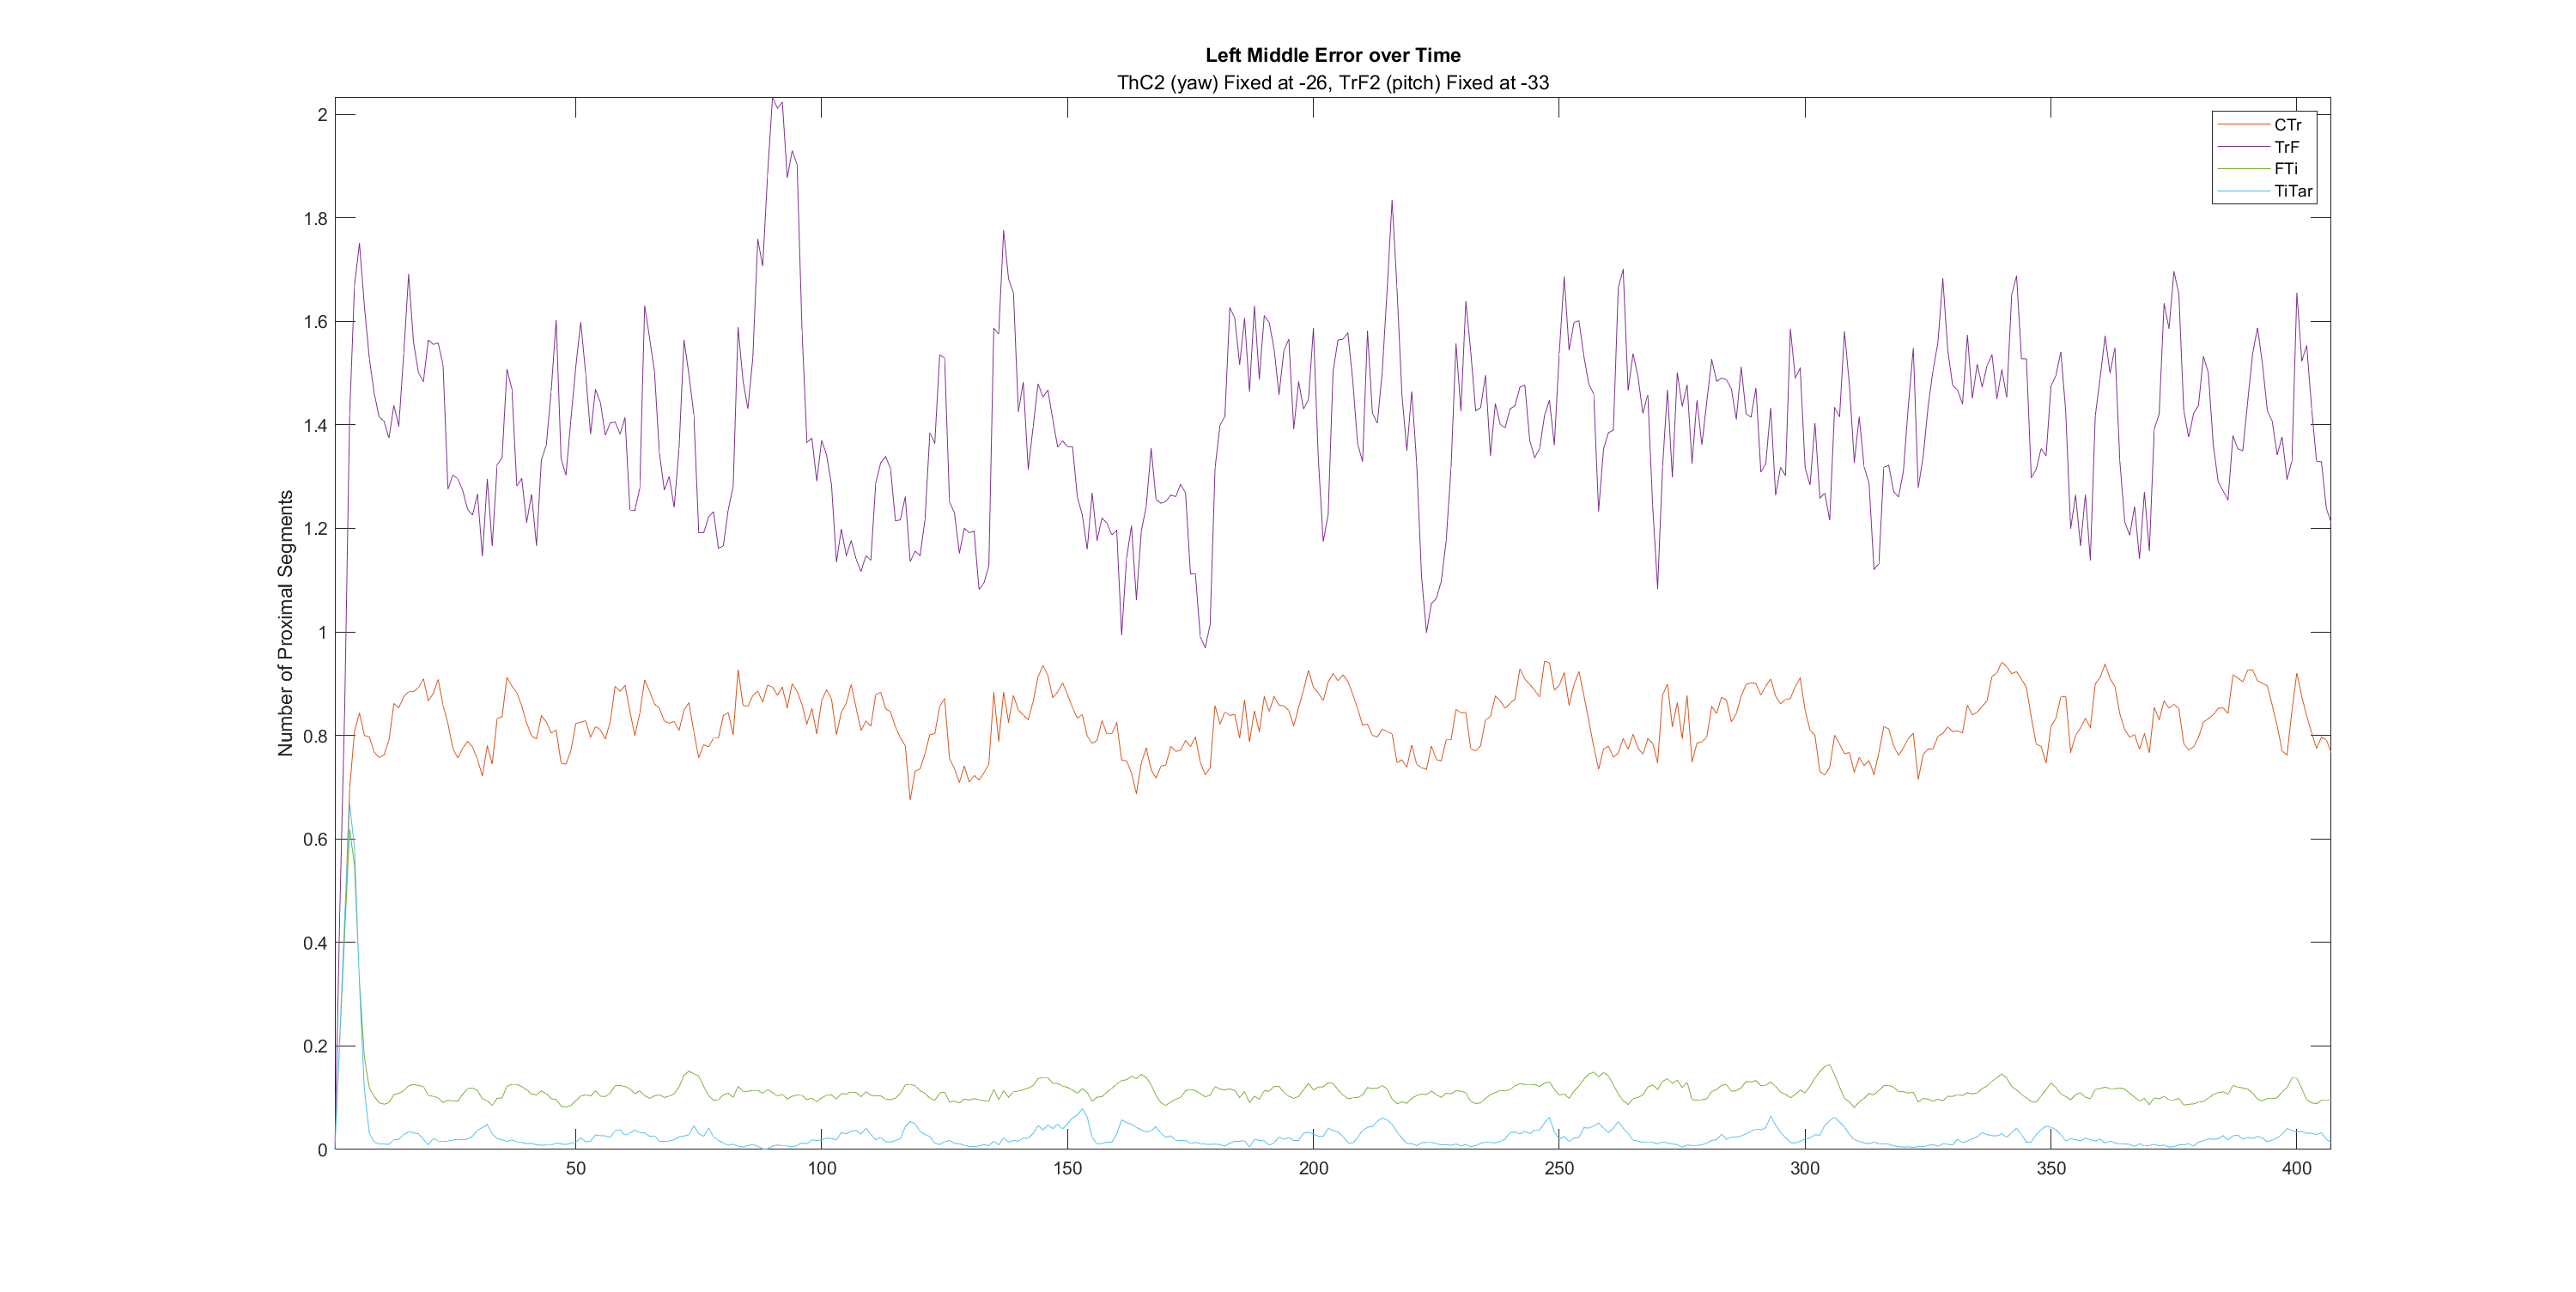 Left Middle Error over Time
ThC2 (yaw) Fixed at -26, TrF2 (pitch) Fixed at -33
Number of Proximal Segments
2
1.8
1.6
1.4
1.2
1
0.8
0.6
0.4
0.2
0
50
100
150
200
250
300
350
400
CTr
TrF
FTi
TiTar